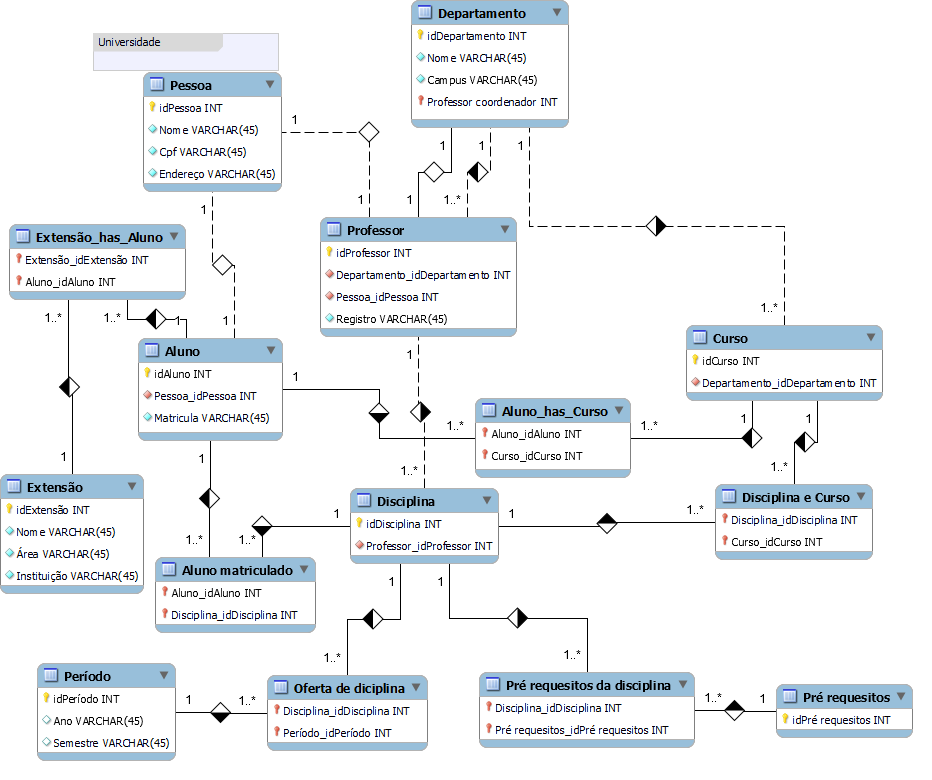 Universidade
Departamento
idDepartamento INT
Nome VARCHAR(45)
Campus VARCHAR(45)
Professor coordenador INT
Pessoa
idPessoa INT
Nome VARCHAR(45)
Cpf VARCHAR(45)
Endereço VARCHAR(45)
1
1
1
1
1
1
1..*
1
Professor
idProfessor INT
Departamento_idDepartamento INT
Pessoa_idPessoa INT
Registro VARCHAR(45)
Extensão_has_Aluno
Extensão_idExtensão INT
Aluno_idAluno INT
1..*
1..*
1
1
1..*
Aluno
idAluno INT
Pessoa_idPessoa INT
Matricula VARCHAR(45)
Curso
idCurso INT
Departamento_idDepartamento INT
1
1
Aluno_has_Curso
Aluno_idAluno INT
Curso_idCurso INT
1..*
1..*
1
1
1
1
1..*
1..*
Extensão
idExtensão INT
Nome VARCHAR(45)
Área VARCHAR(45)
Instituição VARCHAR(45)
Disciplina
idDisciplina INT
Professor_idProfessor INT
Disciplina e Curso
Disciplina_idDisciplina INT
Curso_idCurso INT
1
1
1..*
1..*
1..*
Aluno matriculado
Aluno_idAluno INT
Disciplina_idDisciplina INT
1
1
1..*
1..*
Período
idPeríodo INT
Ano VARCHAR(45)
Semestre VARCHAR(45)
1
1..*
Oferta de diciplina
Disciplina_idDisciplina INT
Período_idPeríodo INT
Pré requesitos da disciplina
Disciplina_idDisciplina INT
Pré requesitos_idPré requesitos INT
1..*
1
Pré requesitos
idPré requesitos INT